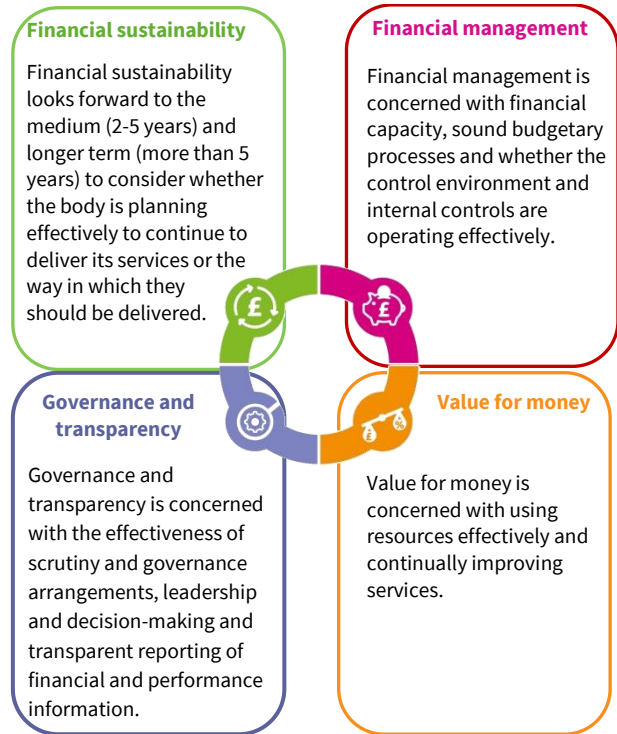 Financial sustainability
Financial sustainability
looks forward to the
medium (2-5 years) and
longer term (more than 5
years) to consider whether
the body is planning
effectively to continue to
deliver its services or the
way in which they
should be delivered.
Financial management
Financial management is
concerned with financial
capacity, sound budgetary
processes and whether the
control environment and
internal controls are
operating effectively.
£
£
Governance and
transparency
Governance and
transparency is concerned
with the effectiveness of
scrutiny and governance
arrangements, leadership
and decision-making and
transparent reporting of
financial and performance
information.
£
%
Value for money
Value for money is
concerned with using
resources effectively and
continually improving
services.